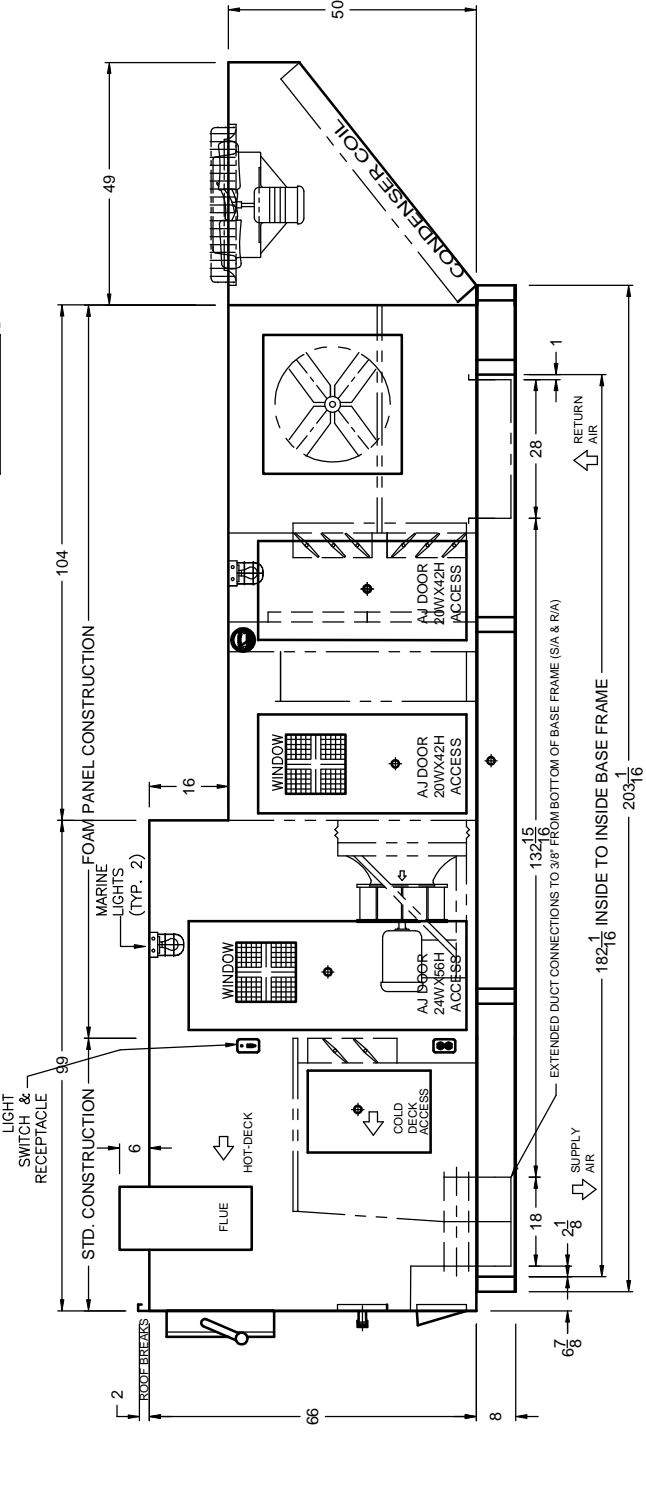 50
49
CONDENSER COIL
104
FOAM PANEL CONSTRUCTION
16
MARINE
LIGHTS
(TYP. 2)
99
LIGHT
SWITCH &
RECEPTACLE
STD. CONSTRUCTION
6
HOT-DECK
FLUE
COLD
DECK
ACCESS
WINDOW
AJ DOOR
24WX56H
ACCESS
WINDOW
AJ DOOR
20WX42H
ACCESS
AJ DOOR
20WX42H
ACCESS
2
ROOF BREAKS
66
8
1
28
RETURN
AIR
132 15/16
EXTENDED DUCT CONNECTIONS TO 3/8" FROM BOTTOM OF BASE FRAME (S/A & R/A)
182 1/16 INSIDE TO INSIDE BASE FRAME
203 1/16
SUPPLY
AIR
18
2 1/8
6 7/8